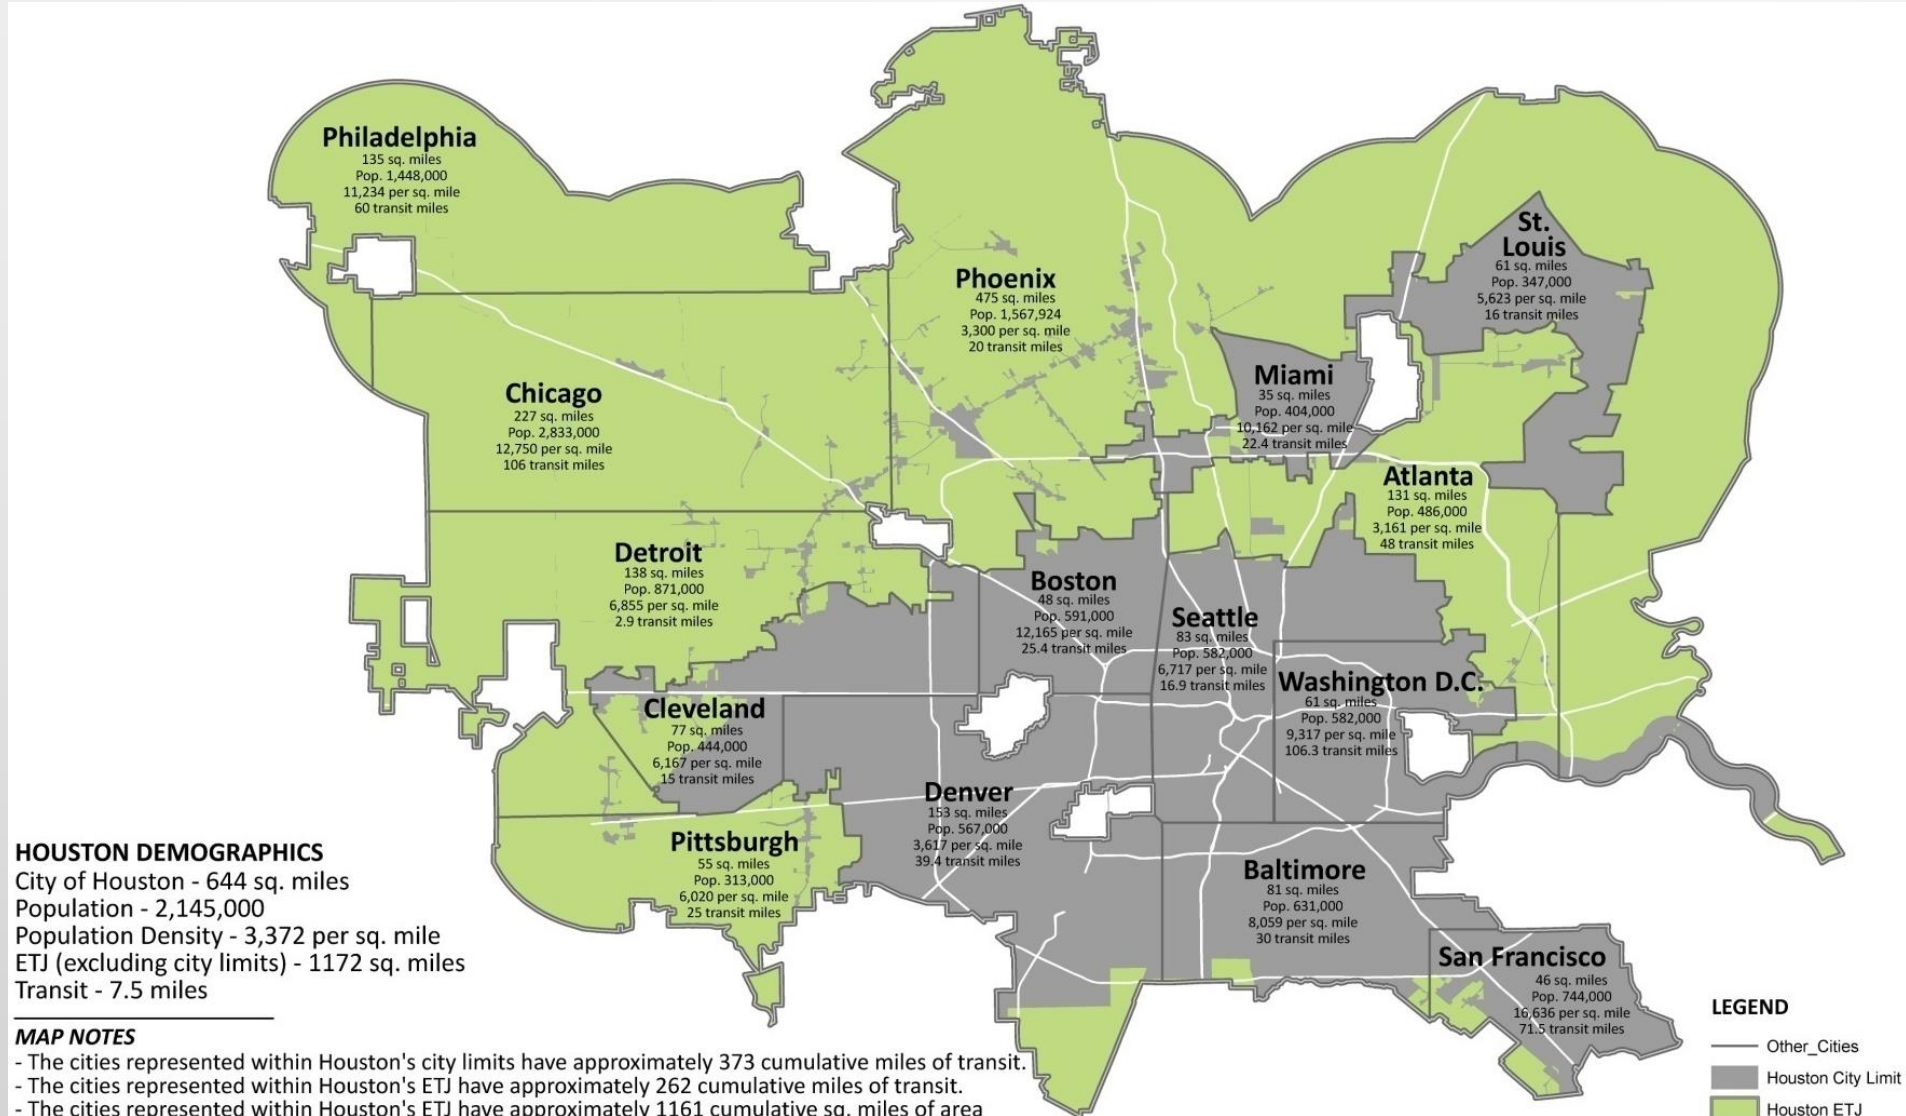 Philadelphia
135 sq. miles
Pop. 1,448,000
11,234 per sq. mile
60 transit miles
Phoenix
475 sq. miles
Pop. 1,567,924
3,300 per sq. mile
20 transit miles
St.
Louis
61 sq. miles
Pop. 347,000
5,623 per sq. mile
16 transit miles
Chicago
227 sq. miles
Pop. 2,833,000
12,750 per sq. mile
106 transit miles
Miami
35 sq. miles
Pop. 404,000
10,162 per sq. mile
22.4 transit miles
Atlanta
131 sq. miles
Pop. 486,000
3,161 per sq. mile
48 transit miles
Detroit
138 sq. miles
Pop. 871,000
6,855 per sq. mile
2.9 transit miles
Boston
48 sq. miles
Pop. 591,000
12,165 per sq. mile
25.4 transit miles
Seattle
83 sq. miles
Pop. 582,000
6,717 per sq. mile
16.9 transit miles
Washington D.C.
61 sq. miles
Pop. 582,000
9,317 per sq. mile
106.3 transit miles
Cleveland
77 sq. miles
Pop. 444,000
6,167 per sq. mile
15 transit miles
Denver
153 sq. miles
Pop. 567,000
3,617 per sq. mile
39.4 transit miles
Pittsburgh
55 sq. miles
Pop. 313,000
6,020 per sq. mile
25 transit miles
Baltimore
81 sq. miles
Pop. 631,000
8,059 per sq. mile
30 transit miles
San Francisco
46 sq. miles
Pop. 744,000
16,636 per sq. mile
71.5 transit miles
HOUSTON DEMOGRAPHICS
City of Houston - 644 sq. miles
Population - 2,145,000
Population Density - 3,372 per sq. mile
ETJ (excluding city limits) - 1172 sq. miles
Transit - 7.5 miles
MAP NOTES
- The cities represented within Houston's city limits have approximately 373 cumulative miles of transit.
- The cities represented within Houston's ETJ have approximately 262 cumulative miles of transit.
- The cities represented within Houston's ETJ have approximately 1161 cumulative sq. miles of area
LEGEND
Other_Cities
Houston City Limit
Houston ETJ